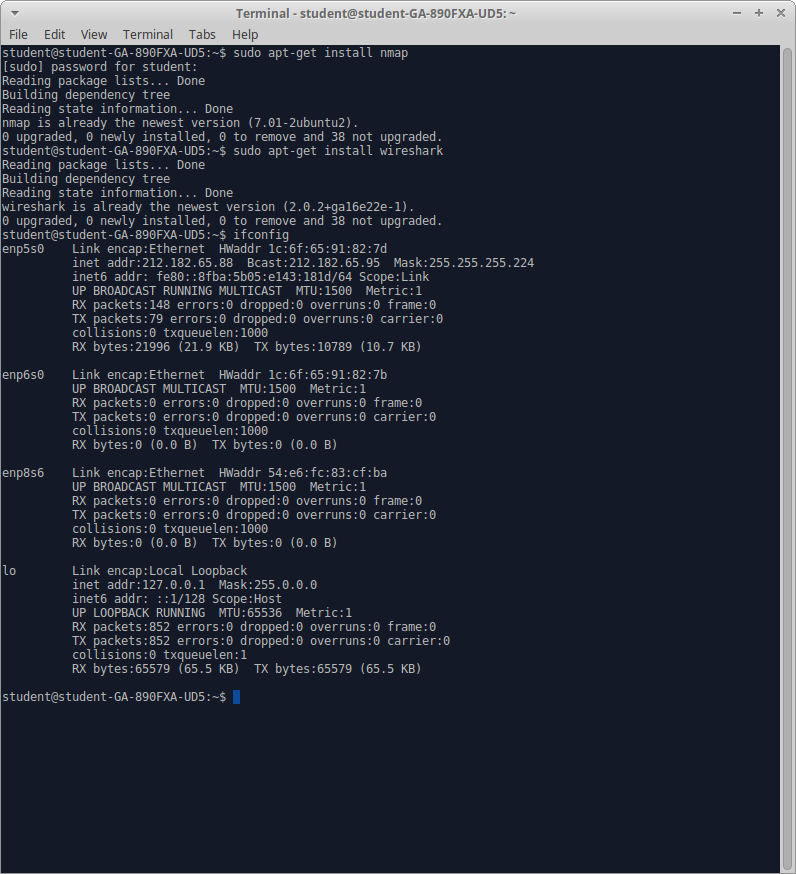 Terminal - student@student-GA-890FXA-UD5: ~
File Edit View Terminal Tabs Help
student@student-GA-890FXA-UD5:~$ sudo apt-get install nmap
[sudo] password for student:
Reading package lists... Done
Building dependency tree
Reading state information... Done
nmap is already the newest version (7.01-2ubuntu2).
0 upgraded, 0 newly installed, 0 to remove and 38 not upgraded.
student@student-GA-890FXA-UD5:~$ sudo apt-get install wireshark
Reading package lists... Done
Building dependency tree
Reading state information... Done
wireshark is already the newest version (2.0.2+ga16e22e-1).
0 upgraded, 0 newly installed, 0 to remove and 38 not upgraded.
student@student-GA-890FXA-UD5:~$ ifconfig
enp5s0    Link encap:Ethernet  HWaddr 1c:6f:65:91:82:7d
          inet addr:212.182.65.88  Bcast:212.182.65.95  Mask:255.255.255.224
          inet6 addr: fe80::8fba:5b05:e143:181d/64 Scope:Link
          UP BROADCAST RUNNING MULTICAST  MTU:1500  Metric:1
          RX packets:148 errors:0 dropped:0 overruns:0 frame:0
          TX packets:79 errors:0 dropped:0 overruns:0 carrier:0
          collisions:0 txqueuelen:1000
          RX bytes:21996 (21.9 KB)  TX bytes:10789 (10.7 KB)

enp6s0    Link encap:Ethernet  HWaddr 1c:6f:65:91:82:7b
          UP BROADCAST MULTICAST  MTU:1500  Metric:1
          RX packets:0 errors:0 dropped:0 overruns:0 frame:0
          TX packets:0 errors:0 dropped:0 overruns:0 carrier:0
          collisions:0 txqueuelen:1000
          RX bytes:0 (0.0 B)  TX bytes:0 (0.0 B)

enp8s6    Link encap:Ethernet  HWaddr 54:e6:fc:83:cf:ba
          UP BROADCAST MULTICAST  MTU:1500  Metric:1
          RX packets:0 errors:0 dropped:0 overruns:0 frame:0
          TX packets:0 errors:0 dropped:0 overruns:0 carrier:0
          collisions:0 txqueuelen:1000
          RX bytes:0 (0.0 B)  TX bytes:0 (0.0 B)

lo        Link encap:Local Loopback
          inet addr:127.0.0.1  Mask:255.0.0.0
          inet6 addr: ::1/128 Scope:Host
          UP LOOPBACK RUNNING  MTU:65536  Metric:1
          RX packets:852 errors:0 dropped:0 overruns:0 frame:0
          TX packets:852 errors:0 dropped:0 overruns:0 carrier:0
          collisions:0 txqueuelen:1
          RX bytes:65579 (65.5 KB)  TX bytes:65579 (65.5 KB)

student@student-GA-890FXA-UD5:~$